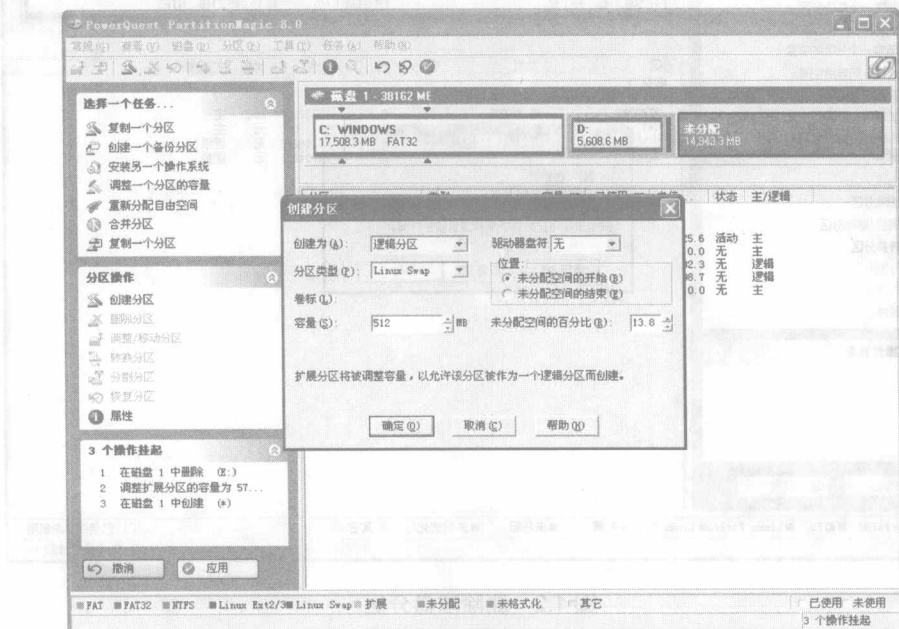 PowerQuest PartitionMagic 8.0
常规(G) 查看(V) 磁盘(D) 分区(P) 工具(T) 任务(A) 帮助(H)
选择一个任务...
复制一个分区
创建一个备份分区
安装另一个操作系统
调整一个分区的容量
重新分配自由空间
合并分区
复制一个分区
分区操作
创建分区
删除分区
调整/移动分区
转换分区
分割分区
恢复分区
属性
3 个操作挂起
1 在磁盘 1 中删除 (E:)
2 调整扩展分区的容量为 57...
3 在磁盘 1 中创建 (*)
撤消 应用
磁盘 1 - 38162 MB
C: WINDOWS
17,508.3 MB FAT32
D:
5,608.6 MB
未分配
14,943.3 MB
状态 主/逻辑
5.6 活动 主
0.0 无 主
2.3 无 逻辑
8.7 无 逻辑
0.0 无 主
创建分区
创建为(A): 逻辑分区 驱动器盘符 无
分区类型(P): Linux Swap 位置:
未分配空间的开始(B)
未分配空间的结束(E)
卷标(L):
容量(S): 512 MB 未分配空间的百分比(R): 13.8
扩展分区将被调整容量，以允许该分区被作为一个逻辑分区而创建。
确定(O) 取消(C) 帮助(H)
FAT FAT32 NTFS Linux Ext2/3 Linux Swap 扩展 未分配 未格式化 其它 已使用 未使用
3 个操作挂起